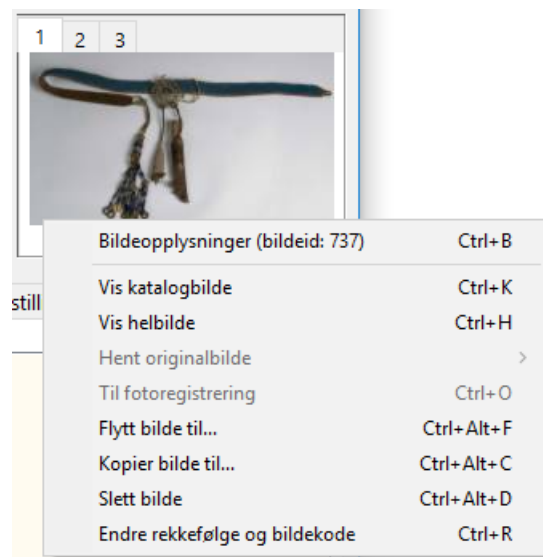 1 2 3
Bildeopplysninger (bildeid: 737) Ctrl+B
Vis katalogbilde Ctrl+K
still
Vis helbilde Ctrl+H
Hent originalbilde >
Til fotoregistrering Ctrl+O
Flytt bilde til... Ctrl+Alt+F
Kopier bilde til... Ctrl+Alt+C
Slett bilde Ctrl+Alt+D
Endre rekkefølge og bildekode Ctrl+R